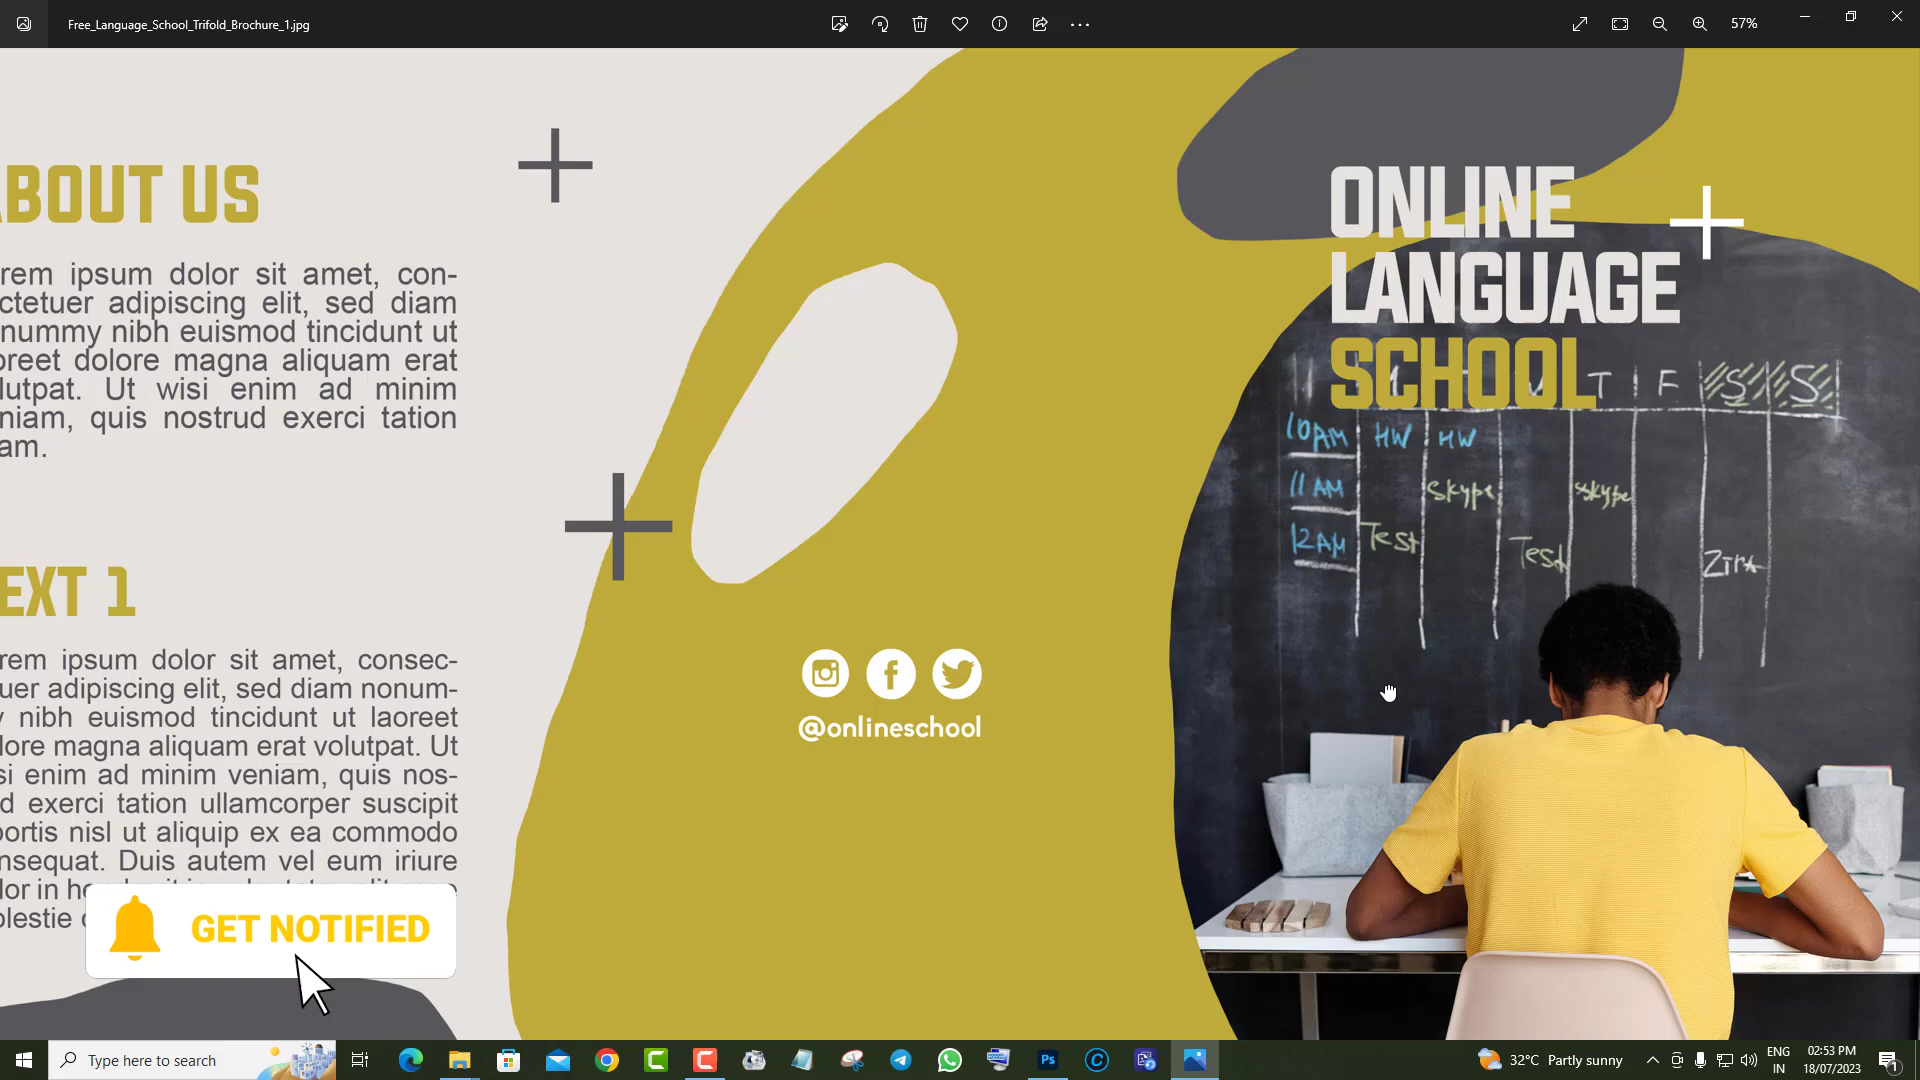 Free_Language_School_Trifold_Brochure_1.jpg
57%
BOUT US
rem ipsum dolor sit amet, con-
ctetuer adipiscing elit, sed diam
nummy nibh euismod tincidunt ut
oreet dolore magna aliquam erat
lutpat. Ut wisi enim ad minim
niam, quis nostrud exerci tation
am.
EXT 1
rem ipsum dolor sit amet, consec-
uer adipiscing elit, sed diam nonum-
y nibh euismod tincidunt ut laoreet
lore magna aliquam erat volutpat. Ut
si enim ad minim veniam, quis nos-
d exerci tation ullamcorper suscipit
ortis nisl ut aliquip ex ea commodo
nsequat. Duis autem vel eum iriure
lor in
olestie
GET NOTIFIED
@onlineschool
ONLINE
LANGUAGE
SCHOOL
T F S S
10AM HW HW
11AM Skype Skype
12AM Test Test
Type here to search
32°C Partly sunny
ENG
IN
02:53 PM
18/07/2023
1